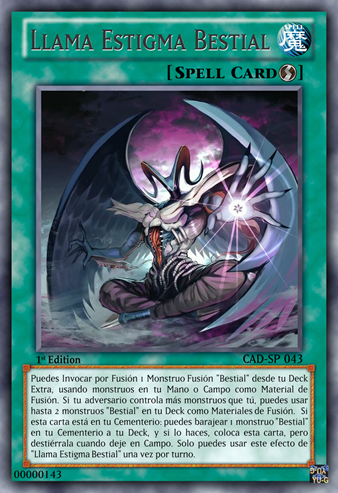 LLAMA ESTIGMA BESTIAL
[SPELL CARD]
1st Edition
CAD-SP 043
Puedes Invocar por Fusión 1 Monstruo Fusión "Bestial" desde tu Deck
Extra, usando monstruos en tu Mano o Campo como Material de
Fusión. Si tu adversario controla más monstruos que tú, puedes usar
hasta 2 monstruos "Bestial" en tu Deck como Materiales de Fusión. Si
esta carta está en tu Cementerio: puedes barajear 1 monstruo "Bestial"
en tu Cementerio a tu Deck, y si lo haces, coloca esta carta, pero
destiérrala cuando deje en Campo. Solo puedes usar este efecto de
"Llama Estigma Bestial" una vez por turno.
00000143